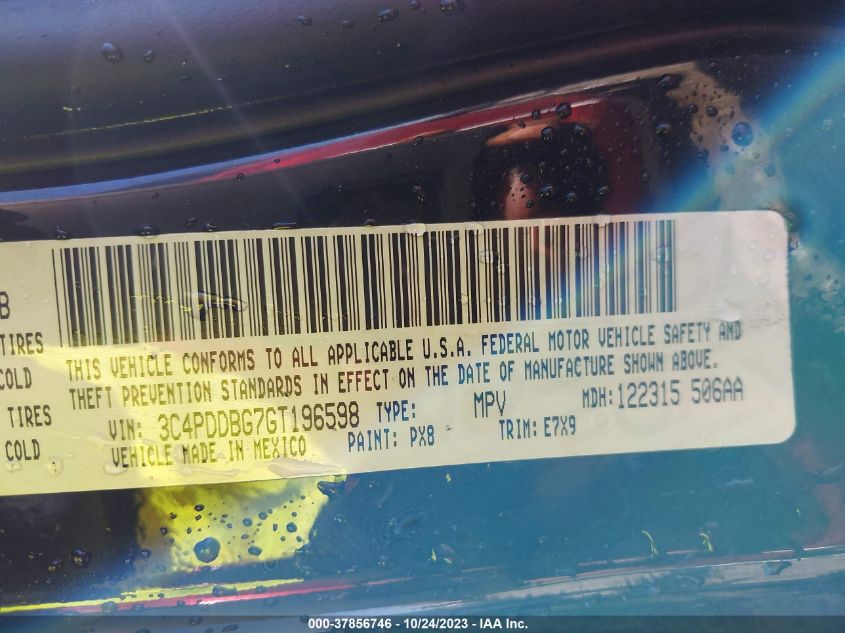 B
TIRES
COLD
TIRES
COLD
THIS VEHICLE CONFORMS TO ALL APPLICABLE U.S.A. FEDERAL MOTOR VEHICLE SAFETY AND
THEFT PREVENTION STANDARDS IN EFFECT ON THE DATE OF MANUFACTURE SHOWN ABOVE.
VIN: 3C4PDDBG7GT196598 TYPE: MPV MDH: 122315 506AA
VEHICLE MADE IN MEXICO PAINT: PX8 TRIM: E7X9
000-37856746 - 10/24/2023 - IAA Inc.